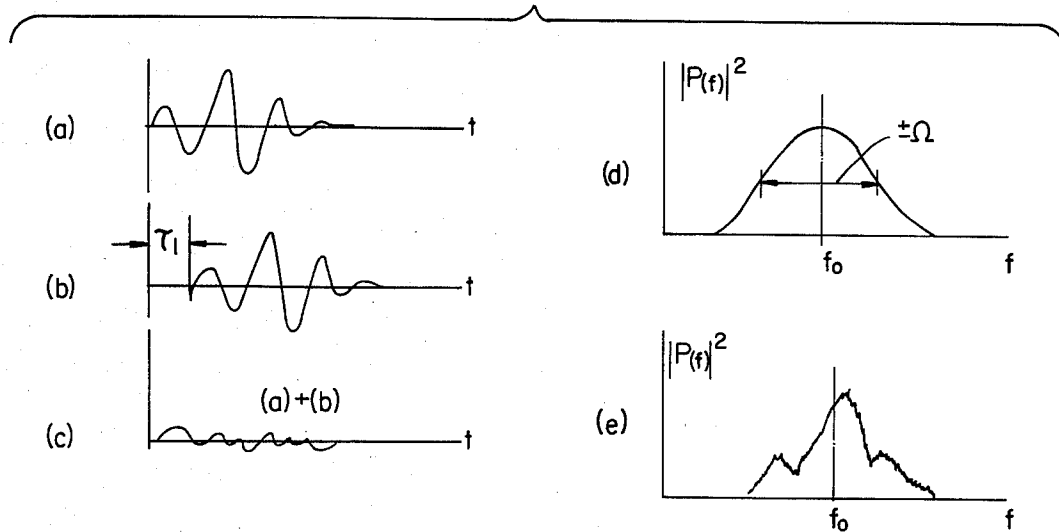 (a)
t
τ₁
(b)
t
(a)+(b)
(c)
t
|P(f)|²
±Ω
(d)
f₀
f
|P(f)|²
(e)
f₀
f